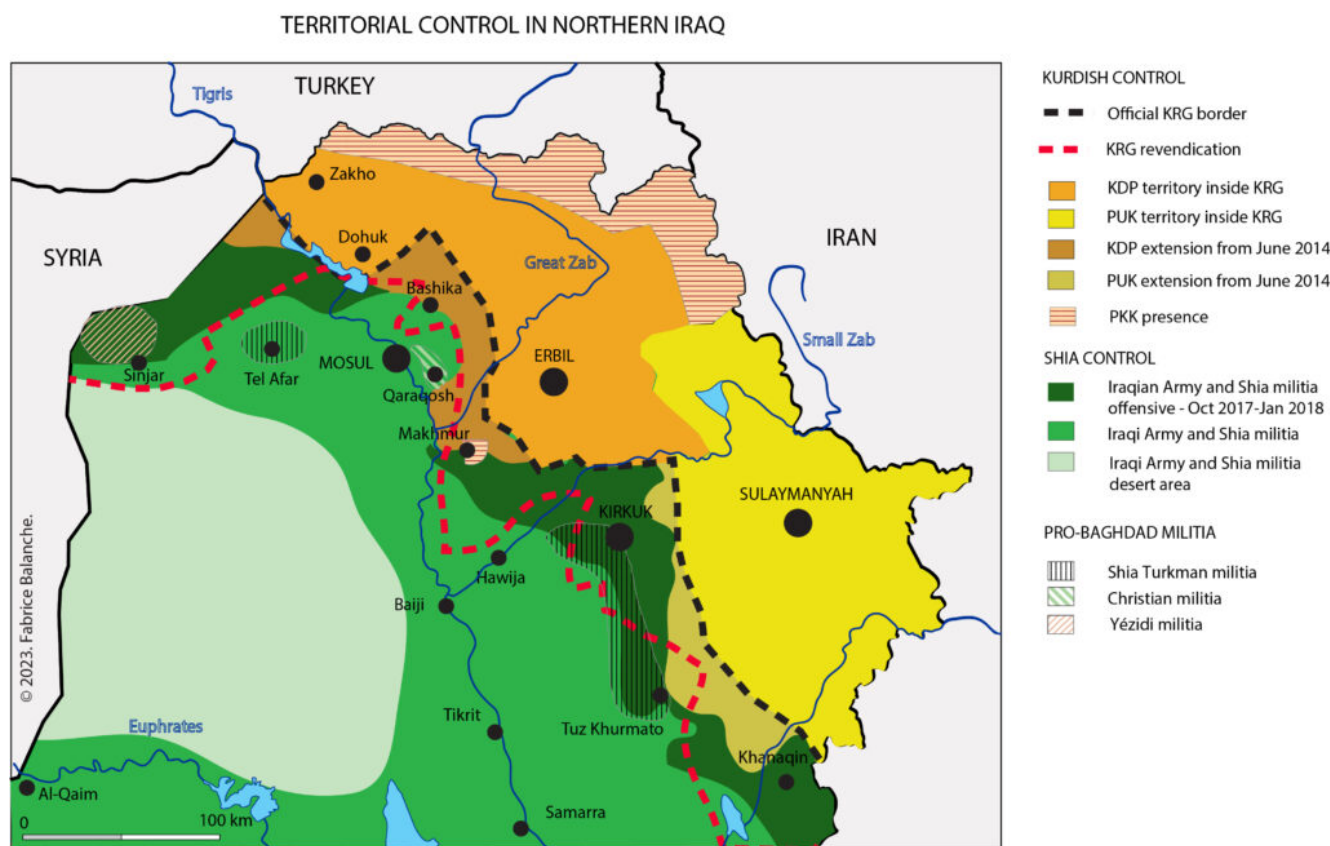 TERRITORIAL CONTROL IN NORTHERN IRAQ
TURKEY
Tigris
Zakho
SYRIA
Dohuk
Great Zab
IRAN
Bashika
Small Zab
Sinjar
Tel Afar
MOSUL
ERBIL
Qaraqosh
Makhmur
SULAYMANYAH
KIRKUK
Hawija
Baiji
Tikrit
Tuz Khurmato
Euphrates
Khanaqin
Al-Qaim
Samarra
0
100 km
© 2023. Fabrice Balanche.
KURDISH CONTROL
Official KRG border
KRG revendication
KDP territory inside KRG
PUK territory inside KRG
KDP extension from June 2014
PUK extension from June 2014
PKK presence
SHIA CONTROL
Iraqian Army and Shia militia
offensive - Oct 2017-Jan 2018
Iraqi Army and Shia militia
Iraqi Army and Shia militia
desert area
PRO-BAGHDAD MILITIA
Shia Turkman militia
Christian militia
Yézidi militia